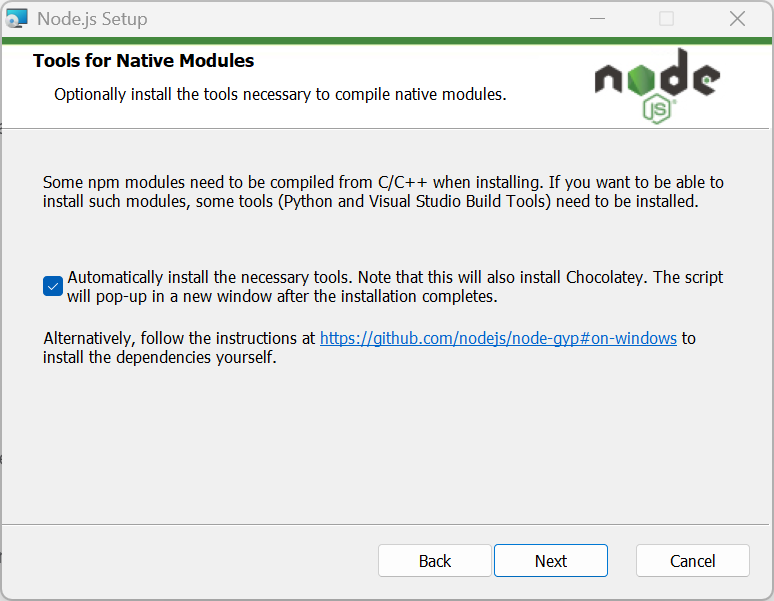 Node.js Setup
Tools for Native Modules
Optionally install the tools necessary to compile native modules.
node
JS
Some npm modules need to be compiled from C/C++ when installing. If you want to be able to
install such modules, some tools (Python and Visual Studio Build Tools) need to be installed.
Automatically install the necessary tools. Note that this will also install Chocolatey. The script
will pop-up in a new window after the installation completes.
Alternatively, follow the instructions at https://github.com/nodejs/node-gyp#on-windows to
install the dependencies yourself.
Back
Next
Cancel